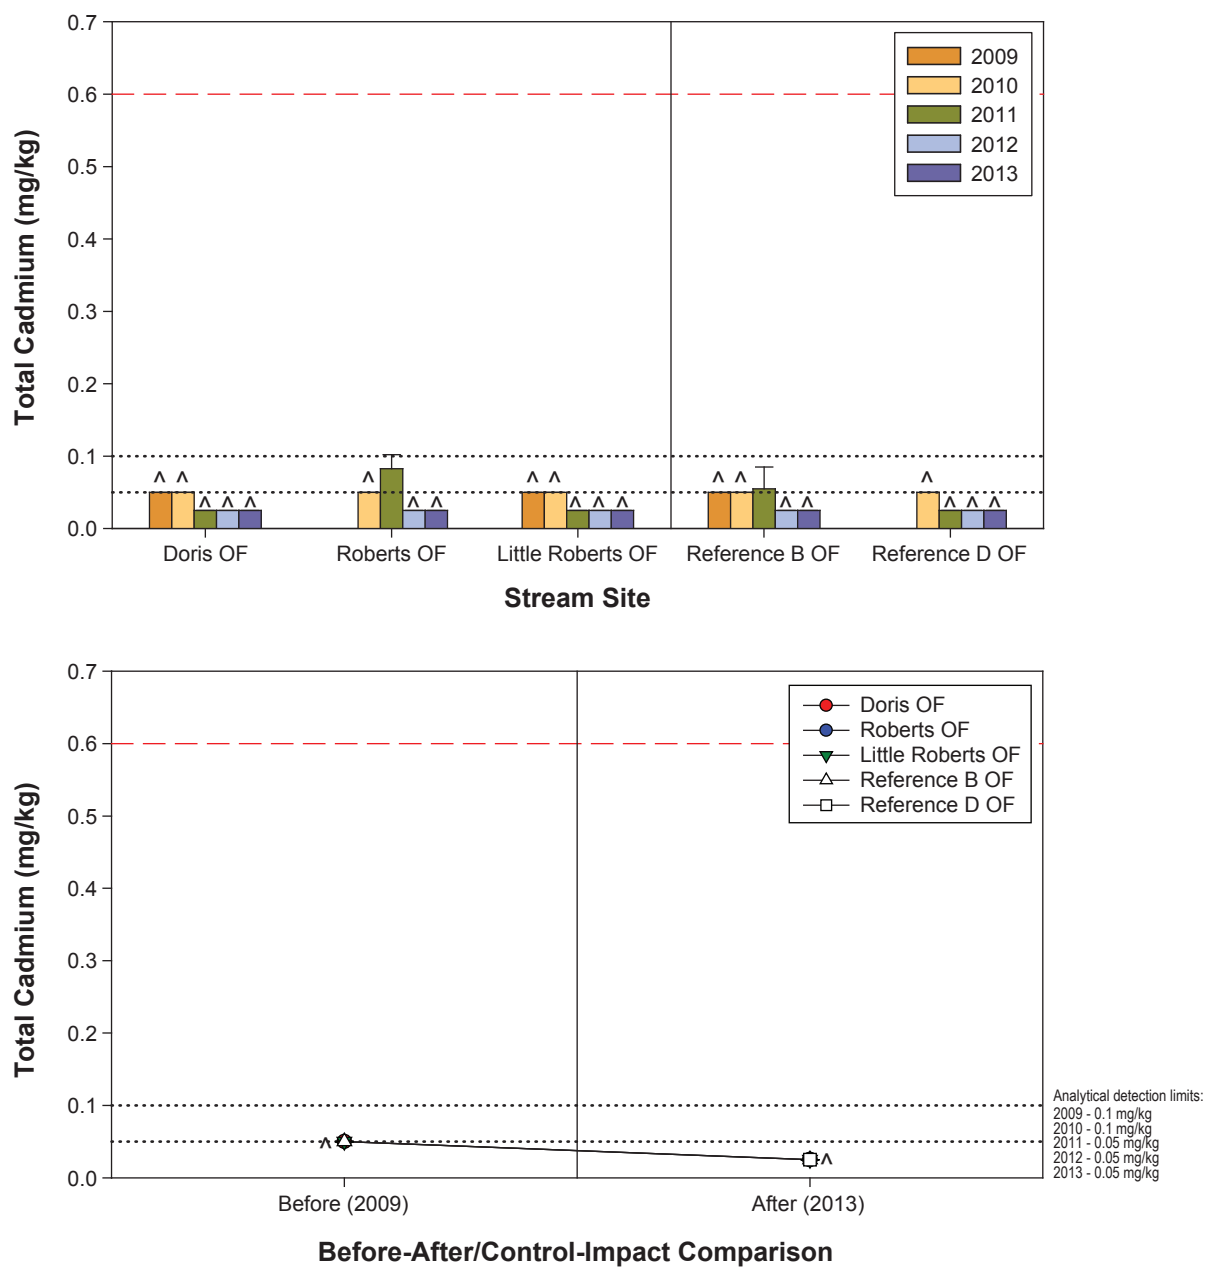 0.7
0.6
0.5
0.4
0.3
0.2
0.1
0.0
Total Cadmium (mg/kg)
2009
2010
2011
2012
2013
^ ^ ^ ^ ^
^ ^ ^
^ ^ ^ ^ ^
^ ^ ^ ^
^ ^ ^ ^
Doris OF
Roberts OF
Little Roberts OF
Reference B OF
Reference D OF
Stream Site
0.7
0.6
0.5
0.4
0.3
0.2
0.1
0.0
Total Cadmium (mg/kg)
Doris OF
Roberts OF
Little Roberts OF
Reference B OF
Reference D OF
^
^
Before (2009)
After (2013)
Before-After/Control-Impact Comparison
Analytical detection limits:
2009 - 0.1 mg/kg
2010 - 0.1 mg/kg
2011 - 0.05 mg/kg
2012 - 0.05 mg/kg
2013 - 0.05 mg/kg